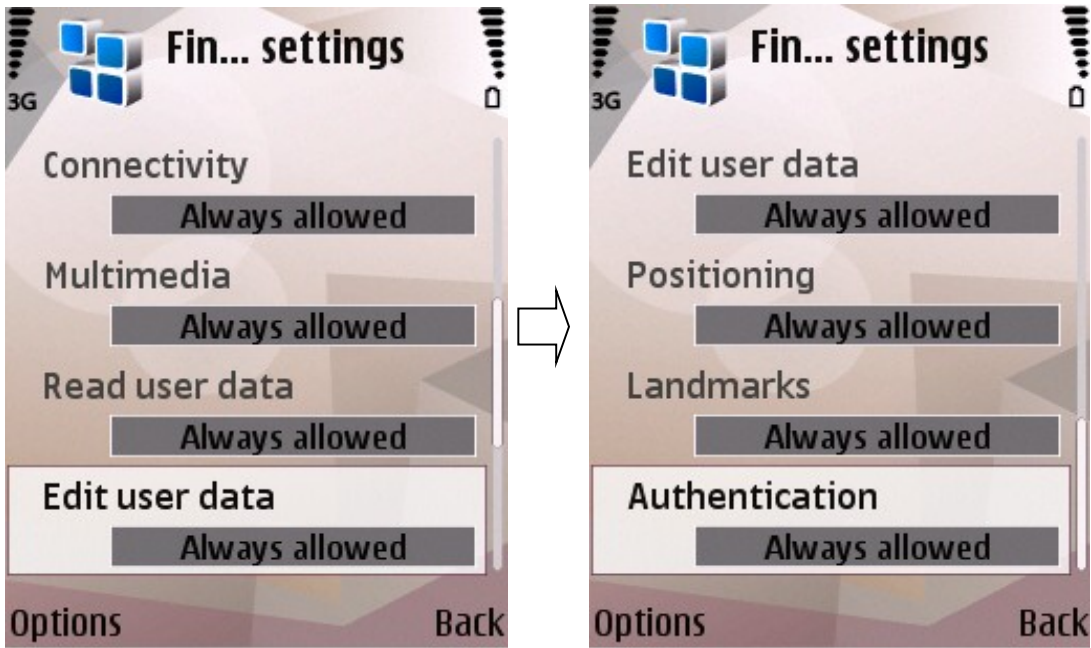 Fin... settings
3G
Connectivity
Always allowed
Multimedia
Always allowed
Read user data
Always allowed
Edit user data
Always allowed
Options
Back
Fin... settings
3G
Edit user data
Always allowed
Positioning
Always allowed
Landmarks
Always allowed
Authentication
Always allowed
Options
Back